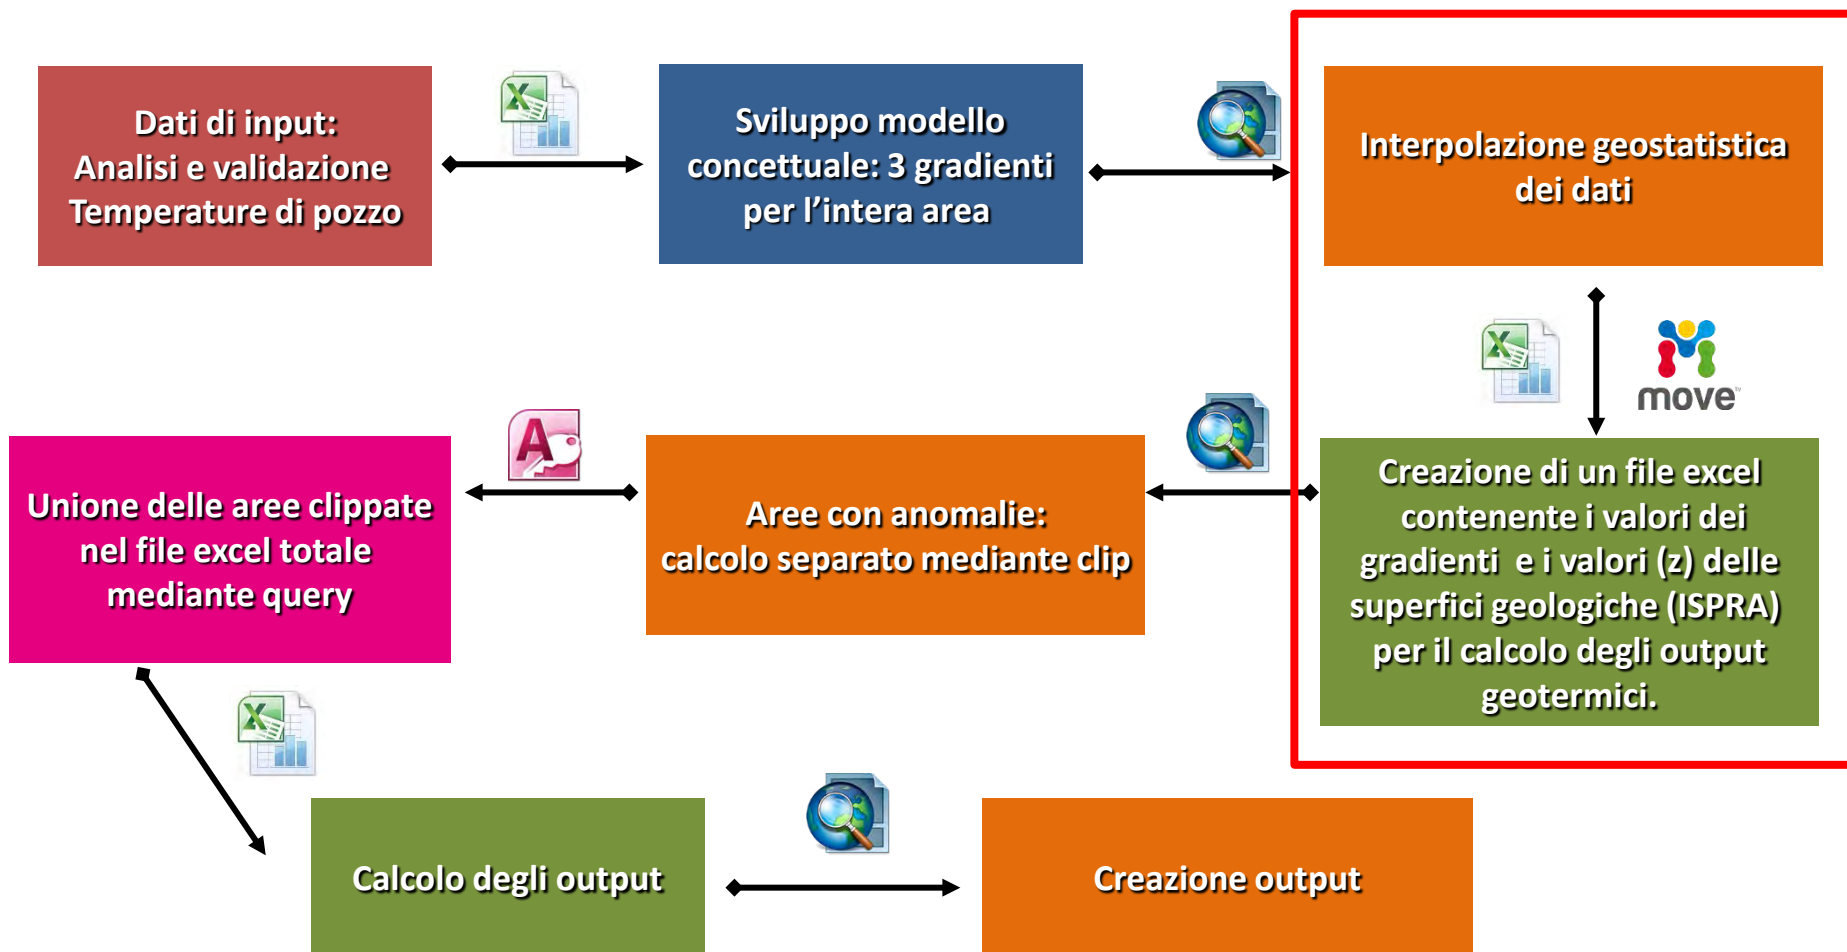 Dati di input:
Analisi e validazione
Temperature di pozzo
Sviluppo modello
concettuale: 3 gradienti
per l'intera area
Interpolazione geostatistica
dei dati
move
Creazione di un file excel
contenente i valori dei
gradienti e i valori (z) delle
superfici geologiche (ISPRA)
per il calcolo degli output
geotermici.
Aree con anomalie:
calcolo separato mediante clip
Unione delle aree clippate
nel file excel totale
mediante query
Calcolo degli output
Creazione output